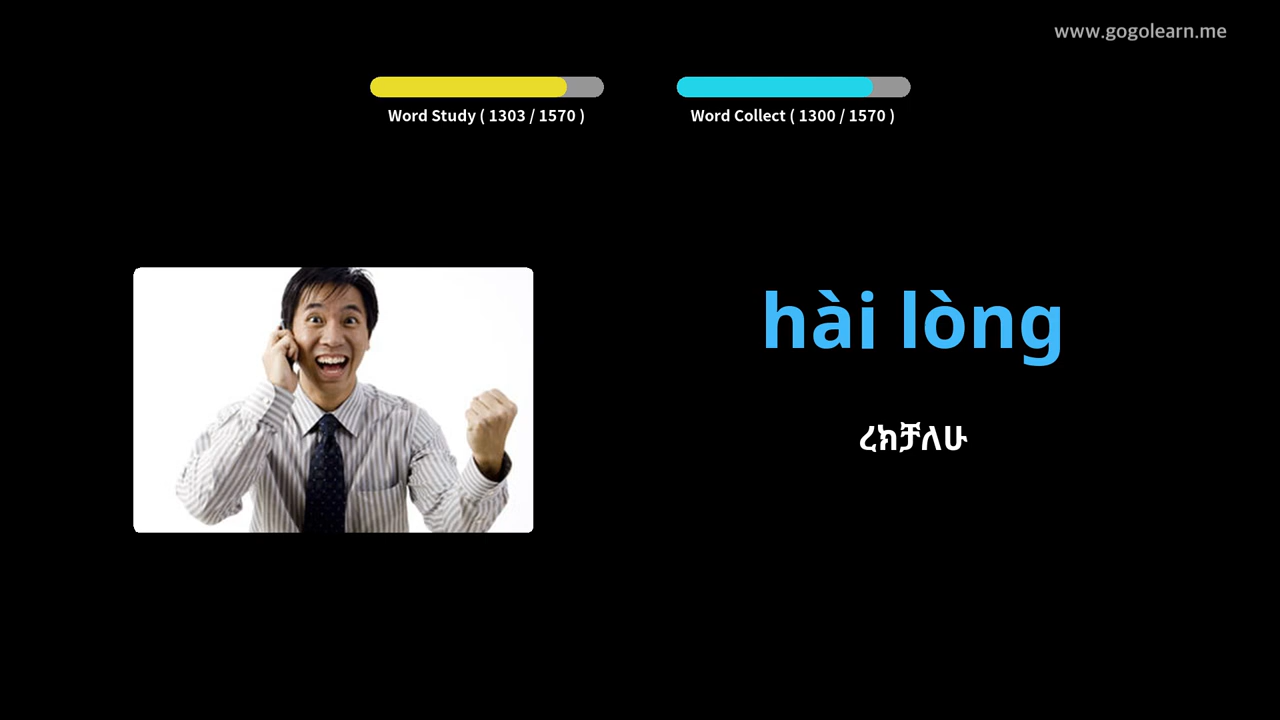 www.gogolearn.me
Word Study ( 1303 / 1570 )
Word Collect ( 1300 / 1570 )
hài lòng
ረክቻለሁ